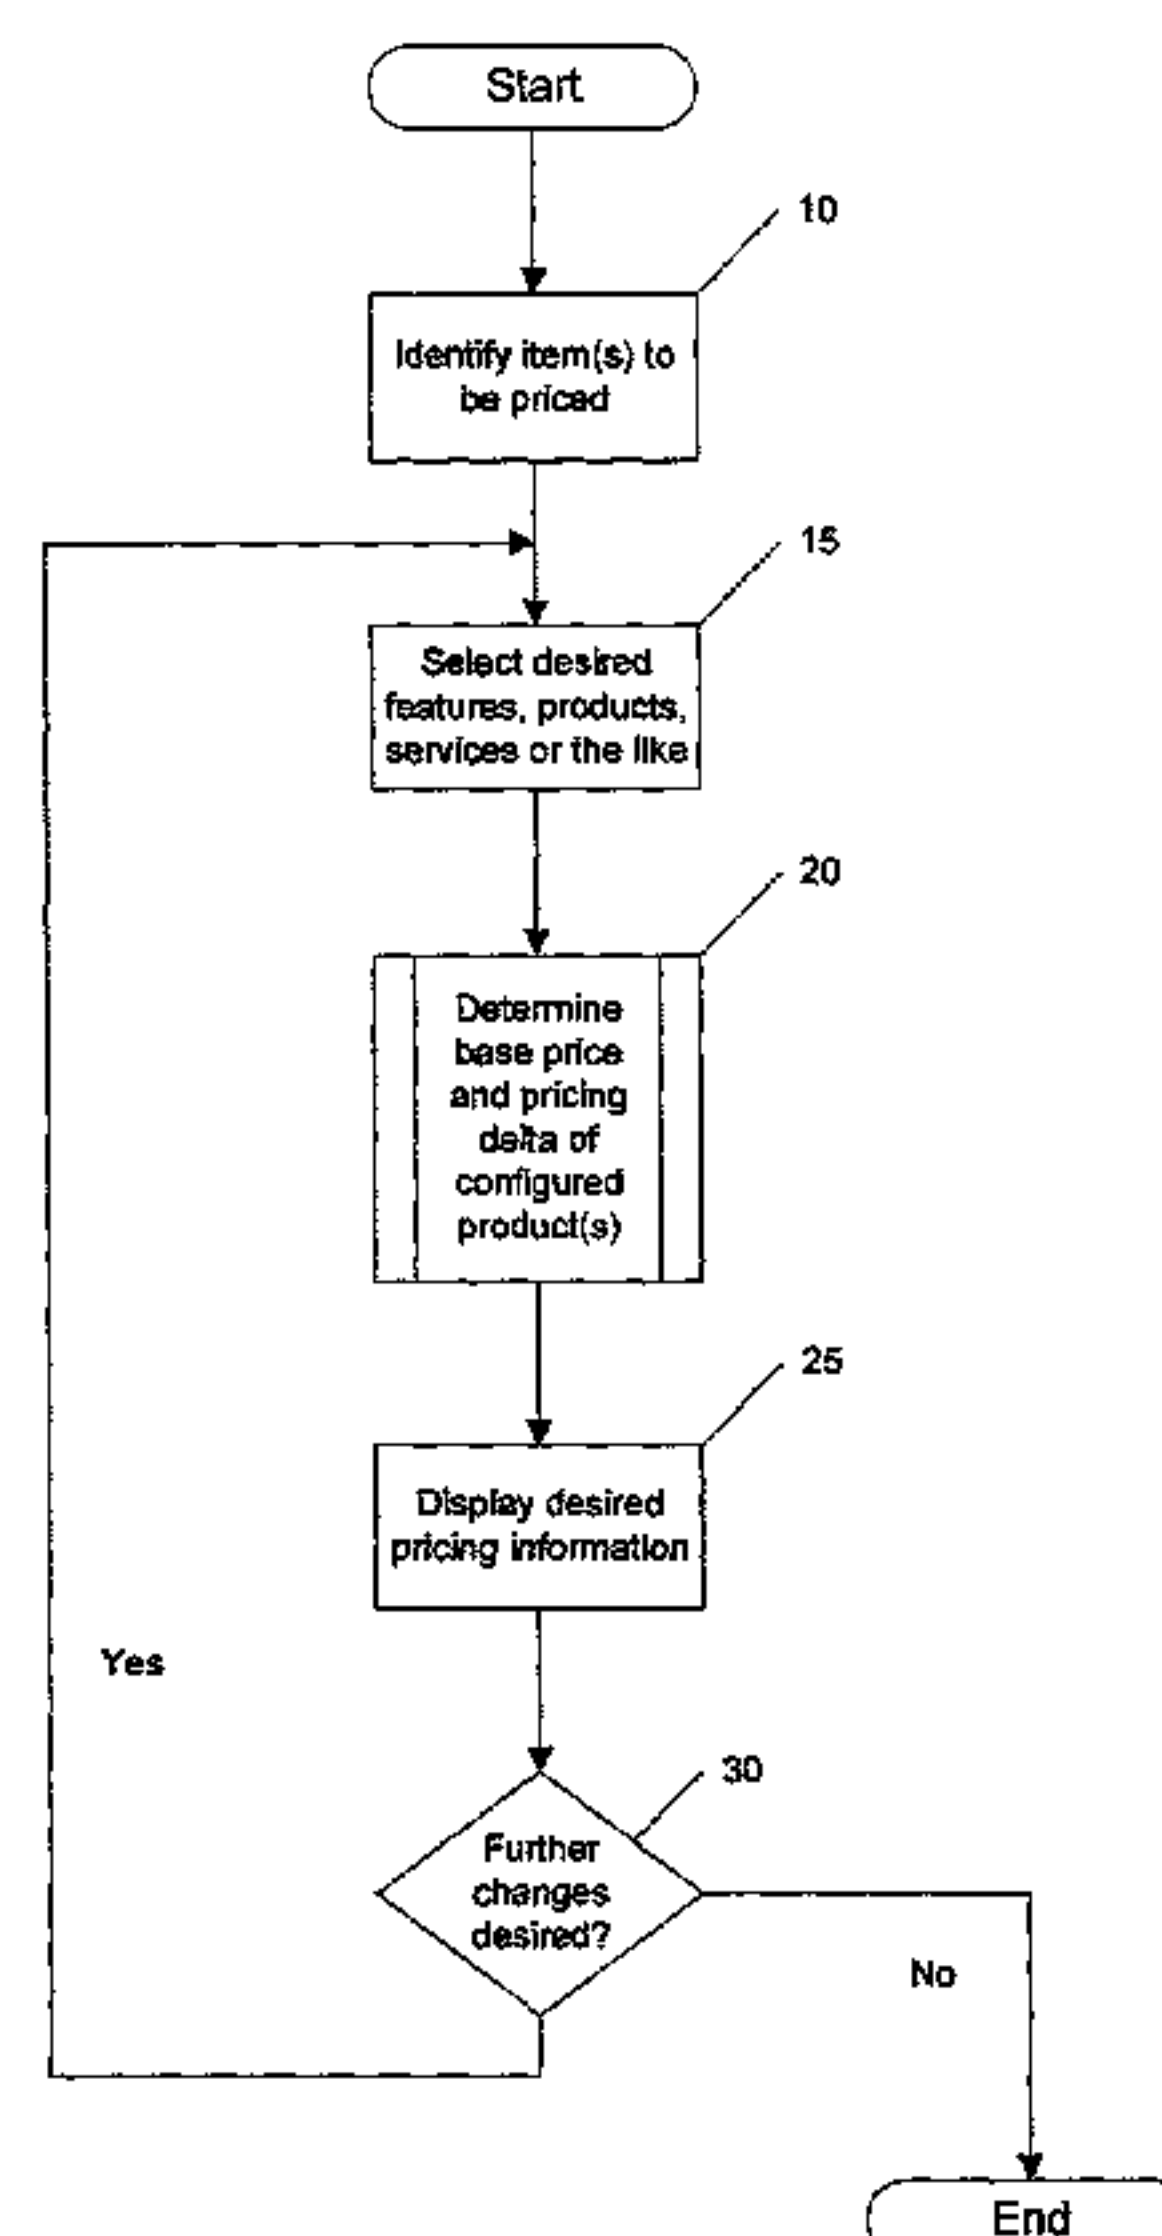 Start
10
Identify item(s) to
be priced
15
Select desired
features, products,
services or the like
20
Determine
base price
and pricing
delta of
configured
product(s)
25
Display desired
pricing information
Yes
30
Further
changes
desired?
No
End